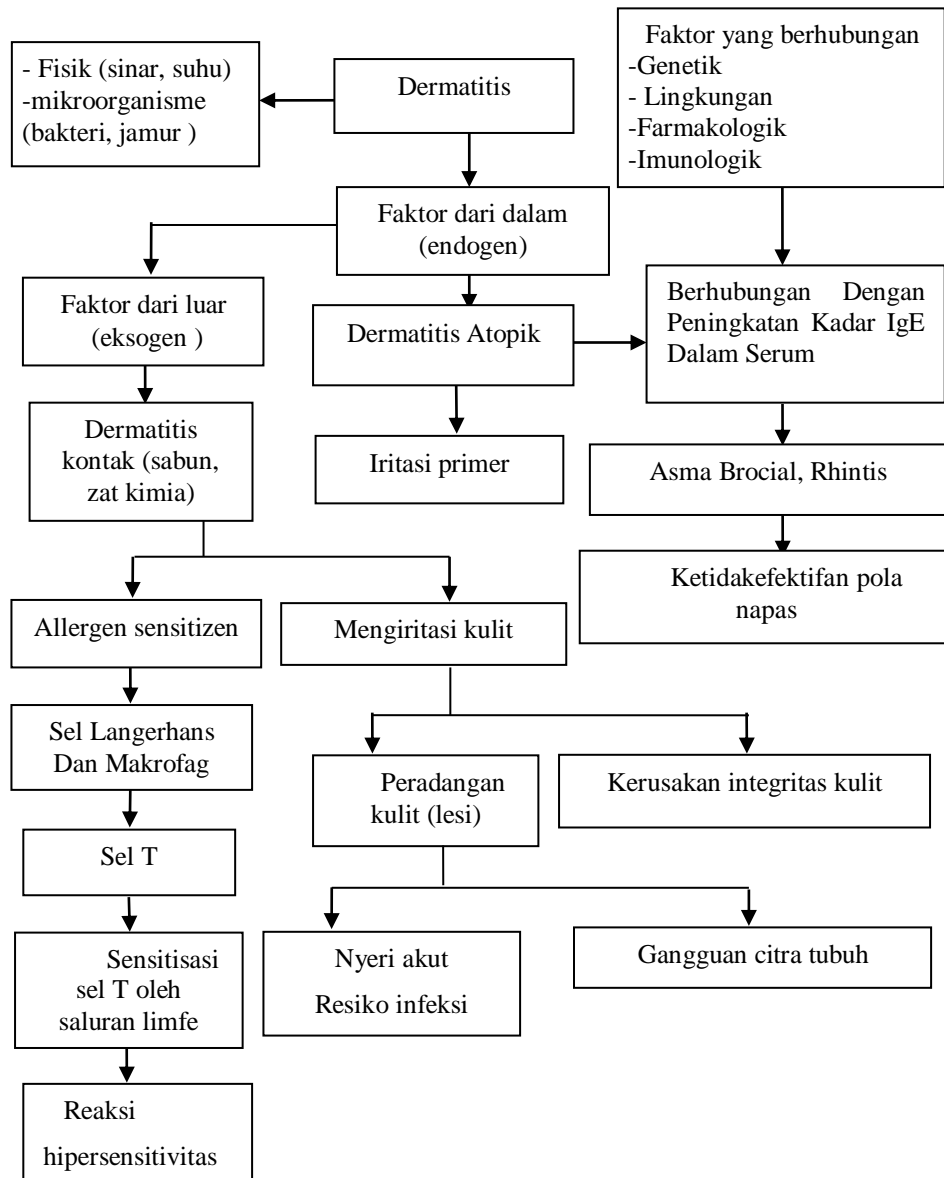 - Fisik (sinar, suhu)
-mikroorganisme
(bakteri, jamur )
Dermatitis
Faktor yang berhubungan
-Genetik
- Lingkungan
-Farmakologik
-Imunologik
Faktor dari dalam
(endogen)
Faktor dari luar
(eksogen )
Dermatitis Atopik
Berhubungan Dengan
Peningkatan Kadar IgE
Dalam Serum
Dermatitis
kontak (sabun,
zat kimia)
Iritasi primer
Asma Brocial, Rhintis
Ketidakefektifan pola
napas
Allergen sensitizen
Mengiritasi kulit
Sel Langerhans
Dan Makrofag
Peradangan
kulit (lesi)
Kerusakan integritas kulit
Sel T
Sensitisasi
sel T oleh
saluran limfe
Nyeri akut
Resiko infeksi
Gangguan citra tubuh
Reaksi
hipersensitivitas